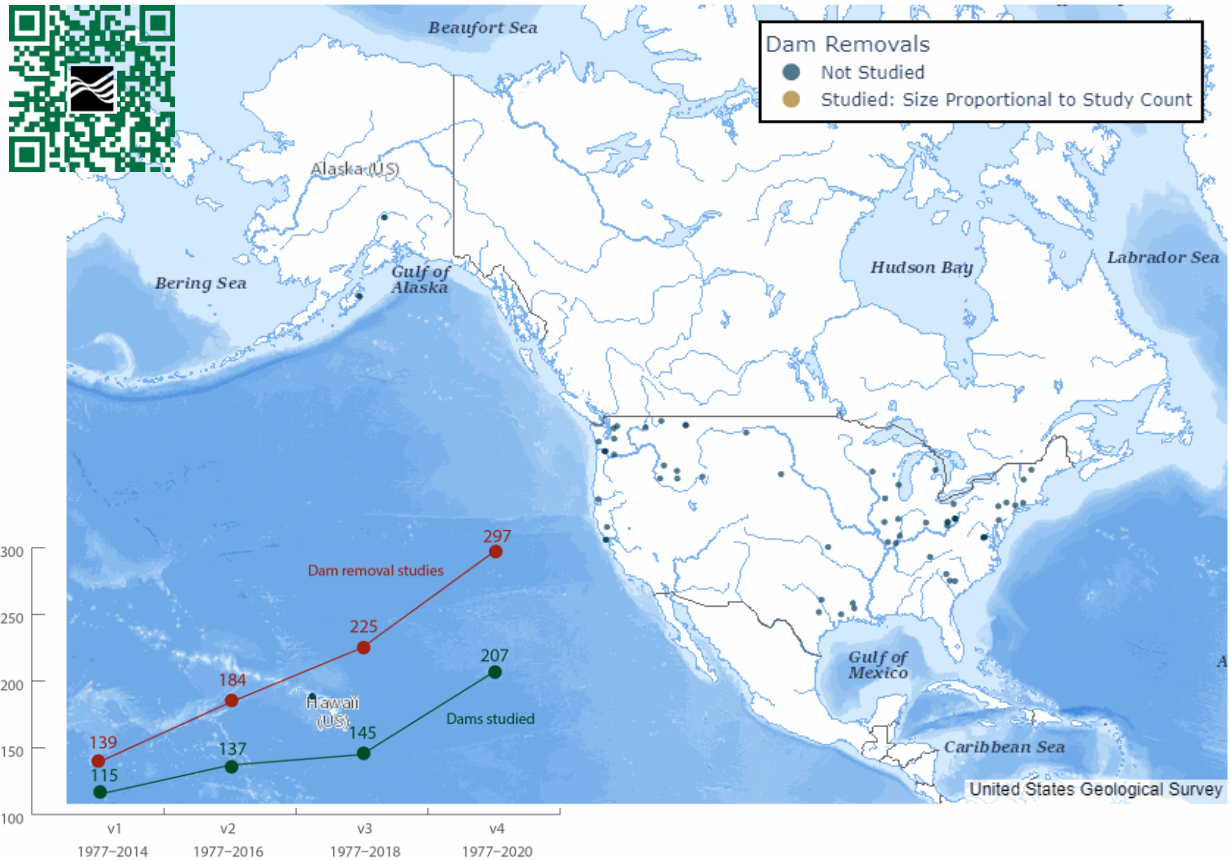 Beaufort Sea
Dam Removals
Not Studied
Studied: Size Proportional to Study Count
Alaska (US)
Bering Sea
Gulf of
Alaska
Hudson Bay
Labrador Sea
300
297
Dam removal studies
250
225
200
184
207
Hawaii
(US)
Dams studied
150
139
137
145
115
100
Gulf of
Mexico
A
Caribbean Sea
United States Geological Survey
v1
v2
v3
v4
1977–2014
1977–2016
1977–2018
1977–2020